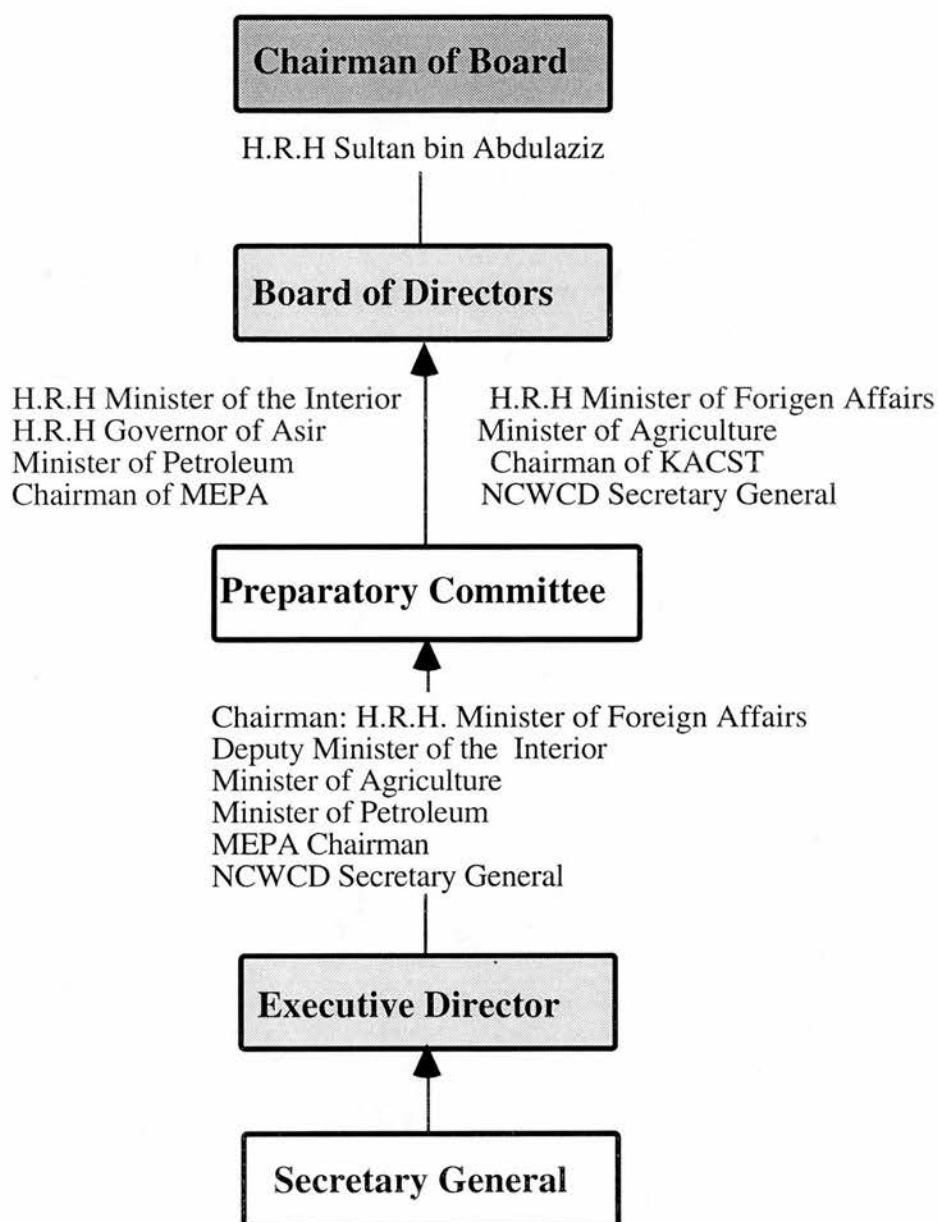 Chairman of Board
H.R.H Sultan bin Abdulaziz
Board of Directors
H.R.H Minister of the Interior
H.R.H Governor of Asir
Minister of Petroleum
Chairman of MEPA
H.R.H Minister of Forigen Affairs
Minister of Agriculture
Chairman of KACST
NCWCD Secretary General
Preparatory Committee
Chairman: H.R.H. Minister of Foreign Affairs
Deputy Minister of the Interior
Minister of Agriculture
Minister of Petroleum
MEPA Chairman
NCWCD Secretary General
Executive Director
Secretary General